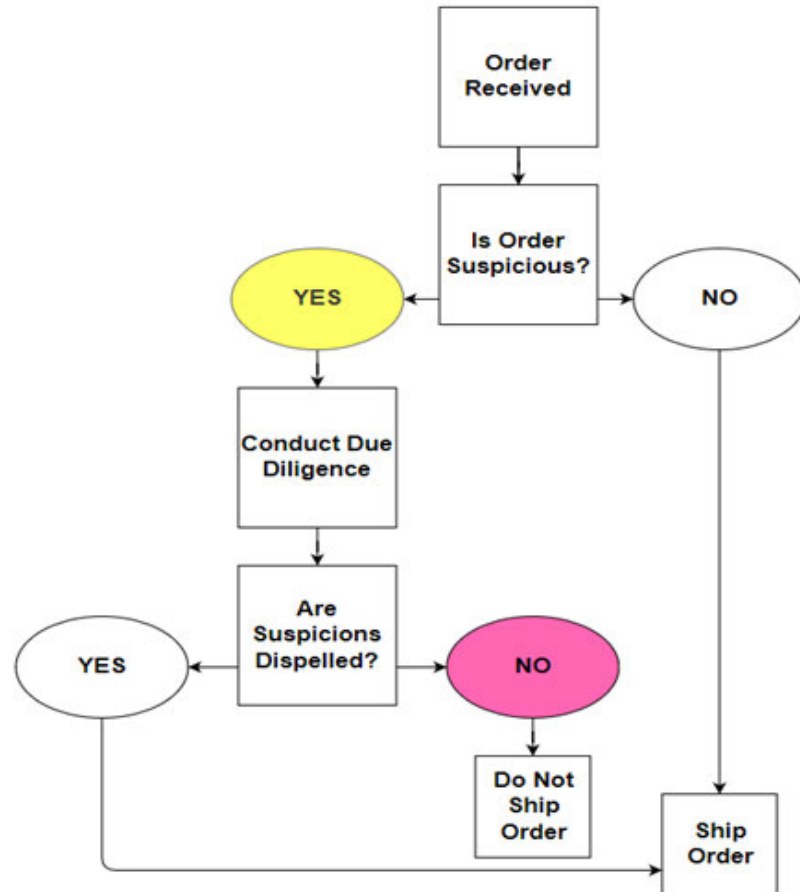 Order
Received
Is Order
Suspicious?
YES
NO
Conduct Due
Diligence
Are
Suspicions
Dispelled?
YES
NO
Do Not
Ship
Order
Ship
Order